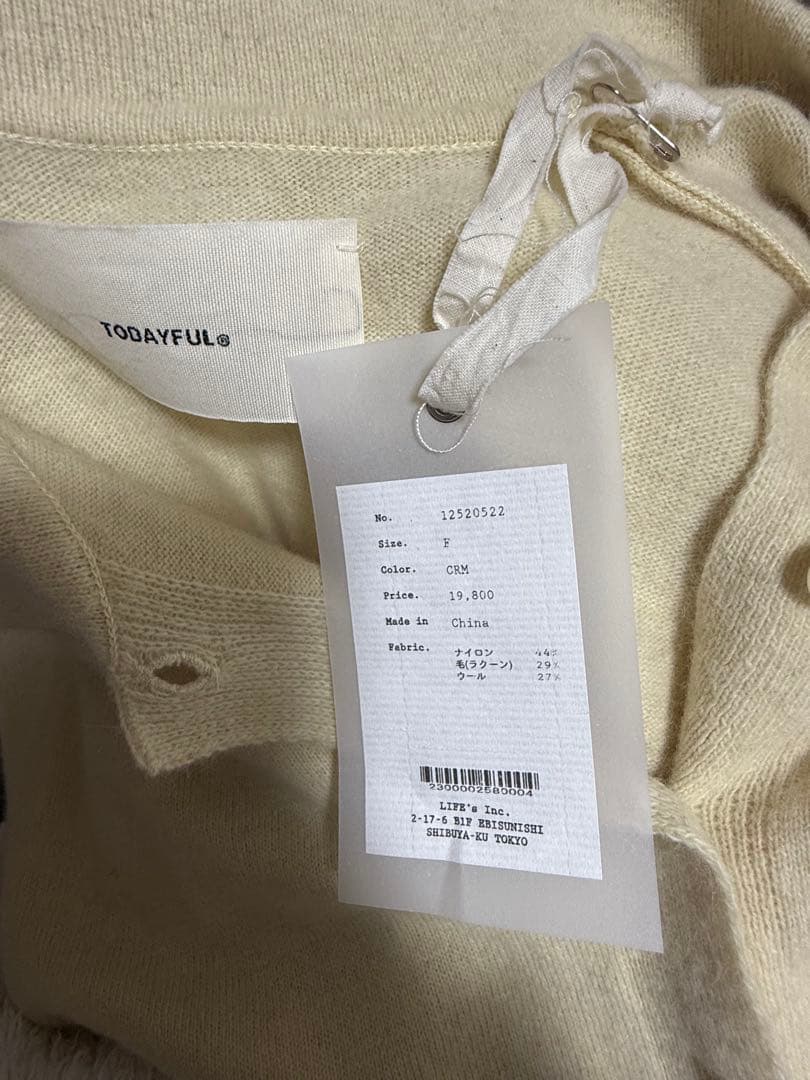 TODAYFUL®
No. 12520522
Size. F
Color. CRM
Price. 19,800
Made in China
Fabric. ナイロン 44%
毛(ラクーン) 29%
ウール 27%
2300002580004
LIFE's Inc.
2-17-6 B1F EBISUNISHI
SHIBUYA-KU TOKYO